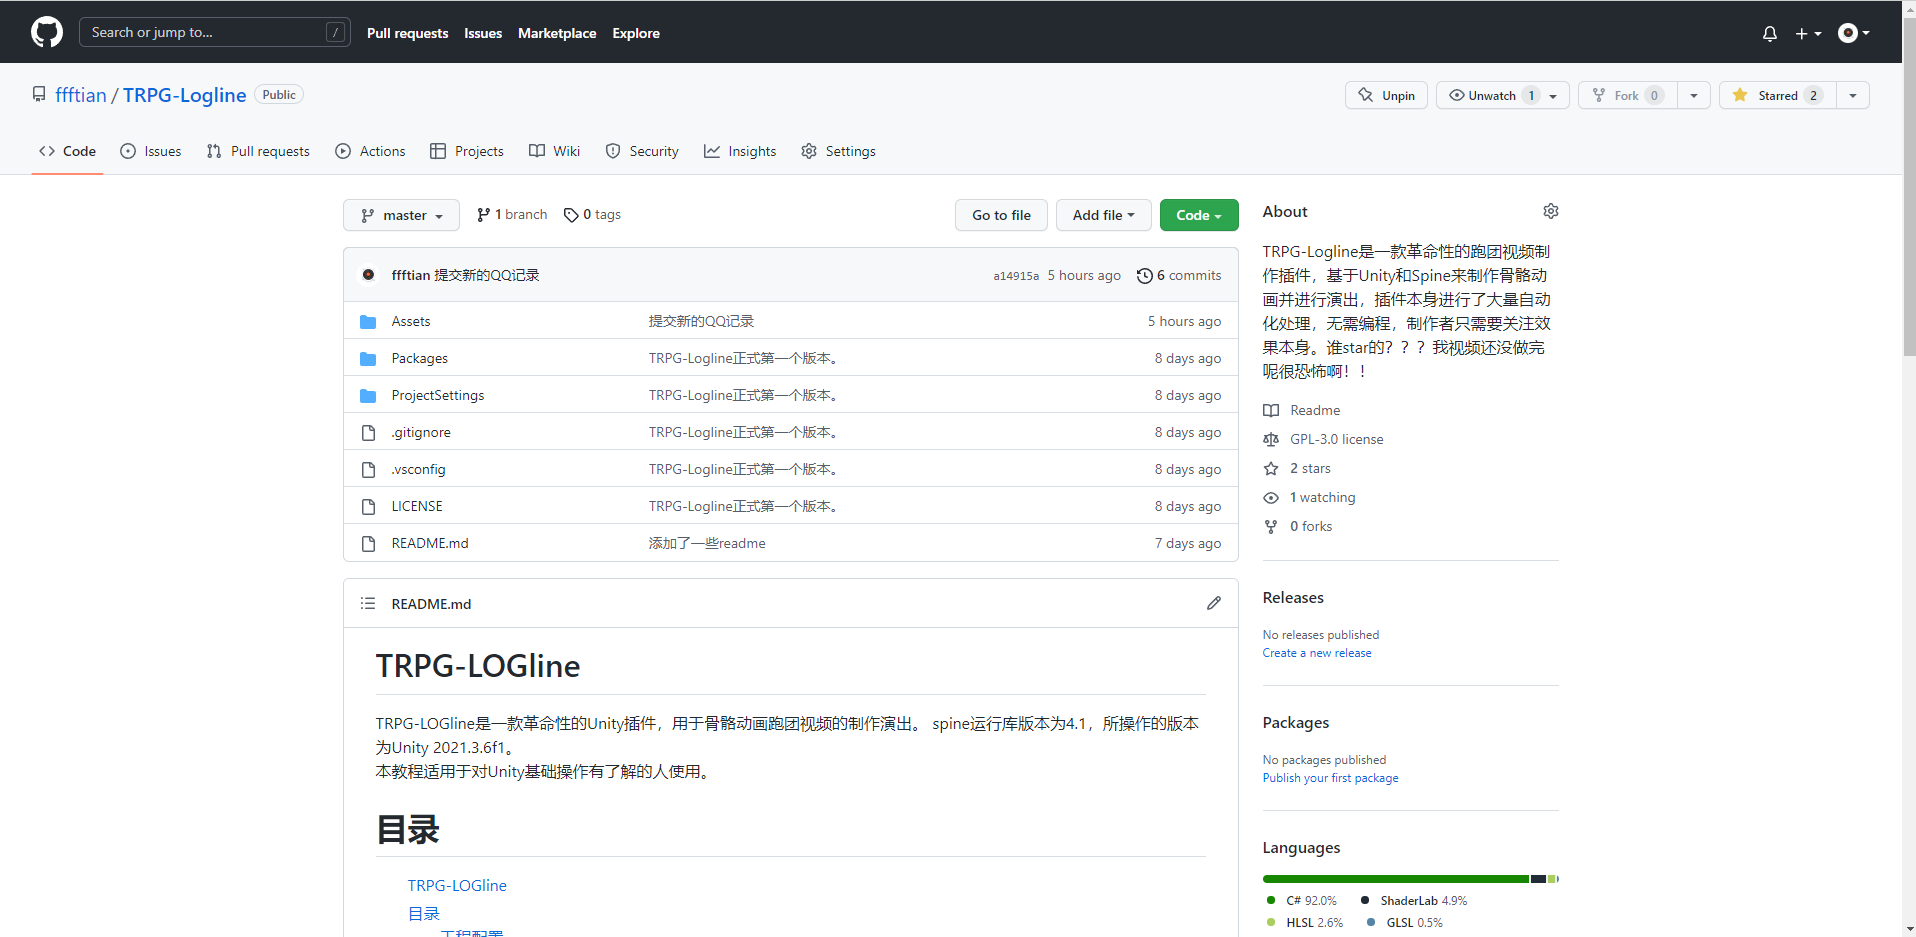 Search or jump to... /
Pull requests Issues Marketplace Explore
ffftian / TRPG-Logline Public
Unpin Unwatch 1 Fork 0 Starred 2
Code Issues Pull requests Actions Projects Wiki Security Insights Settings
master 1 branch 0 tags
Go to file Add file Code
ffftian 提交新的QQ记录 a14915a 5 hours ago 6 commits
Assets 提交新的QQ记录 5 hours ago
Packages TRPG-Logline正式第一个版本。 8 days ago
ProjectSettings TRPG-Logline正式第一个版本。 8 days ago
.gitignore TRPG-Logline正式第一个版本。 8 days ago
.vsconfig TRPG-Logline正式第一个版本。 8 days ago
LICENSE TRPG-Logline正式第一个版本。 8 days ago
README.md 添加了一些readme 7 days ago
README.md
TRPG-LOGline
TRPG-LOGline是一款革命性的Unity插件，用于骨骼动画跑团视频的制作演出。 spine运行库版本为4.1，所操作的版本
为Unity 2021.3.6f1。
本教程适用于对Unity基础操作有了解的人使用。
目录
TRPG-LOGline
目录
工程配置
About
TRPG-Logline是一款革命性的跑团视频制
作插件，基于Unity和Spine来制作骨骼动
画并进行演出，插件本身进行了大量自动
化处理，无需编程，制作者只需要关注效
果本身。谁star的？？？我视频还没做完
呢很恐怖啊！！
Readme
GPL-3.0 license
2 stars
1 watching
0 forks
Releases
No releases published
Create a new release
Packages
No packages published
Publish your first package
Languages
C# 92.0% ShaderLab 4.9%
HLSL 2.6% GLSL 0.5%